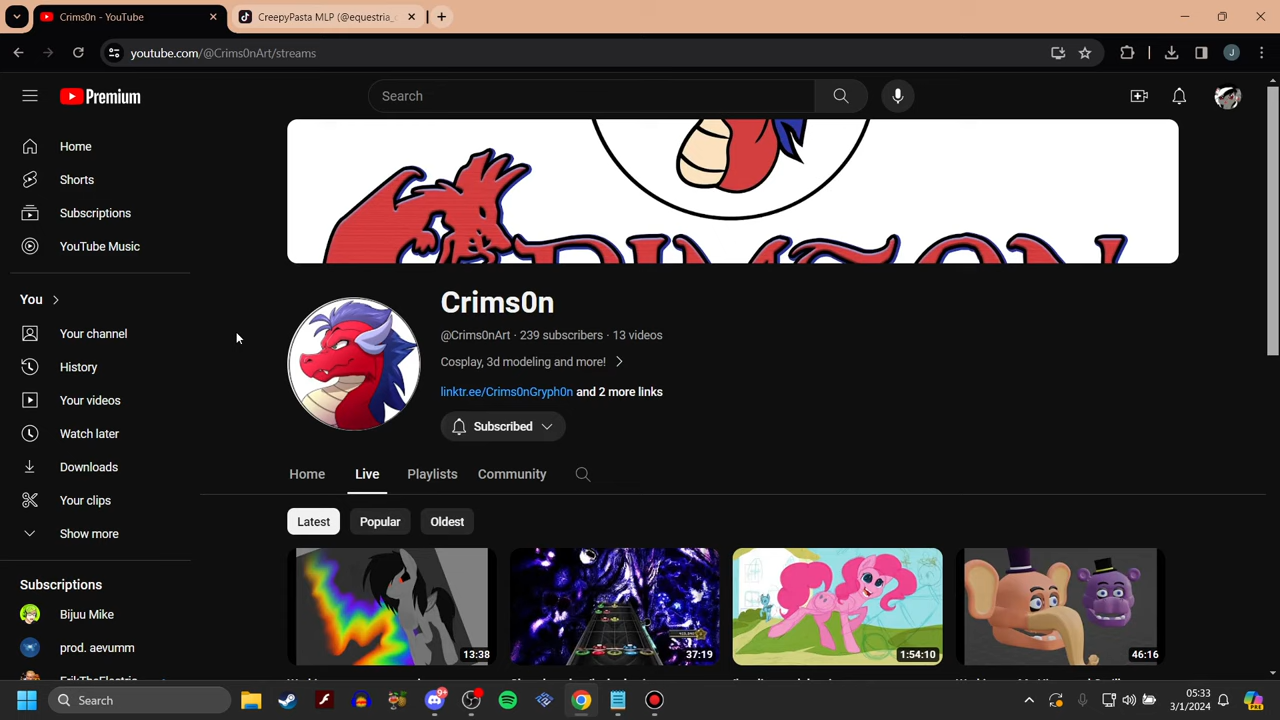 Crims0n - YouTube
CreepyPasta MLP (@equestria_
youtube.com/@Crims0nArt/streams
J
Premium
Search
Home
Shorts
Subscriptions
YouTube Music
You
Your channel
History
Your videos
Watch later
Downloads
Your clips
Show more
Subscriptions
Bijuu Mike
prod. aevumm
Crims0n
@Crims0nArt · 239 subscribers · 13 videos
Cosplay, 3d modeling and more!
linktr.ee/Crims0nGryph0n and 2 more links
Subscribed
Home Live Playlists Community
Latest Popular Oldest
13:38 37:19 1:54:10 46:16
Search
9+
05:33
3/1/2024
PRE